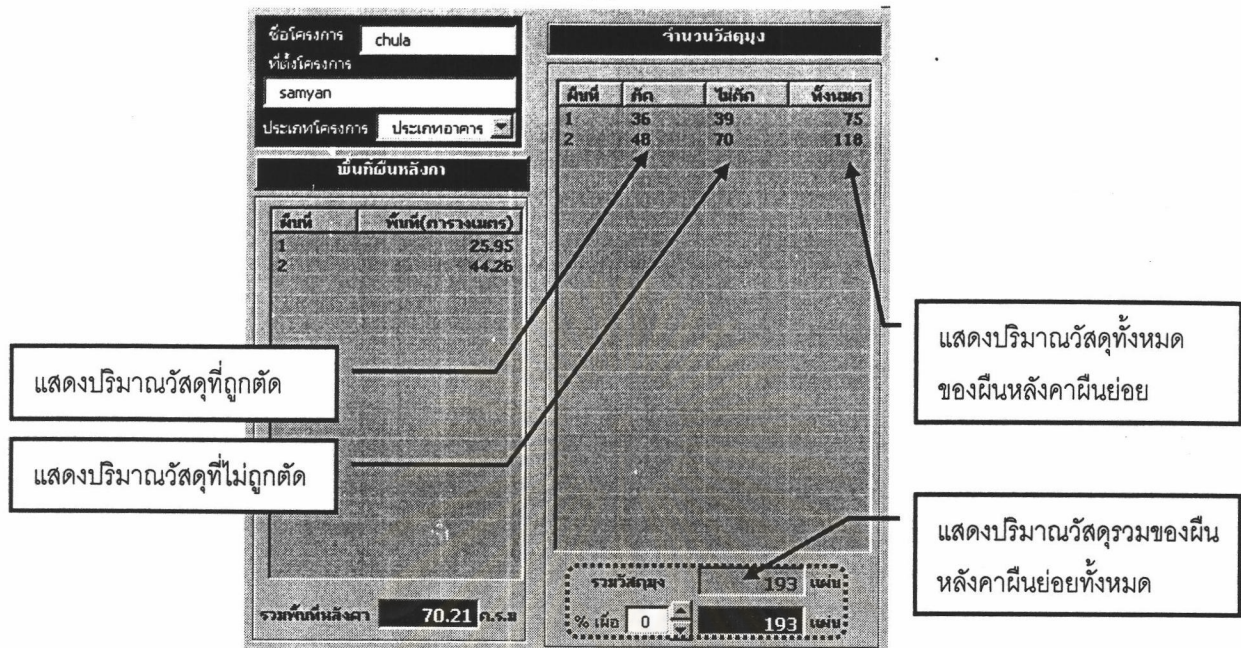 ชื่อโครงการ chula
ที่ตั้งโครงการ
samyan
ประเภทโครงการ ประเภทอาคาร
พื้นที่ผืนหลังคา
ผืนที่ พื้นที่(ตารางเมตร)
1 25.95
2 44.26
รวมพื้นที่หลังคา 70.21 ต.ร.ม
จำนวนวัสดุมุง
ผืนที่ ตัด ไม่ตัด ทั้งหมด
1 36 39 75
2 48 70 118
รวมวัสดุมุง 193 แผ่น
% เผื่อ 0 193 แผ่น
แสดงปริมาณวัสดุที่ถูกตัด
แสดงปริมาณวัสดุที่ไม่ถูกตัด
แสดงปริมาณวัสดุทั้งหมด
ของผืนหลังคาผืนย่อย
แสดงปริมาณวัสดุรวมของผืน
หลังคาผืนย่อยทั้งหมด